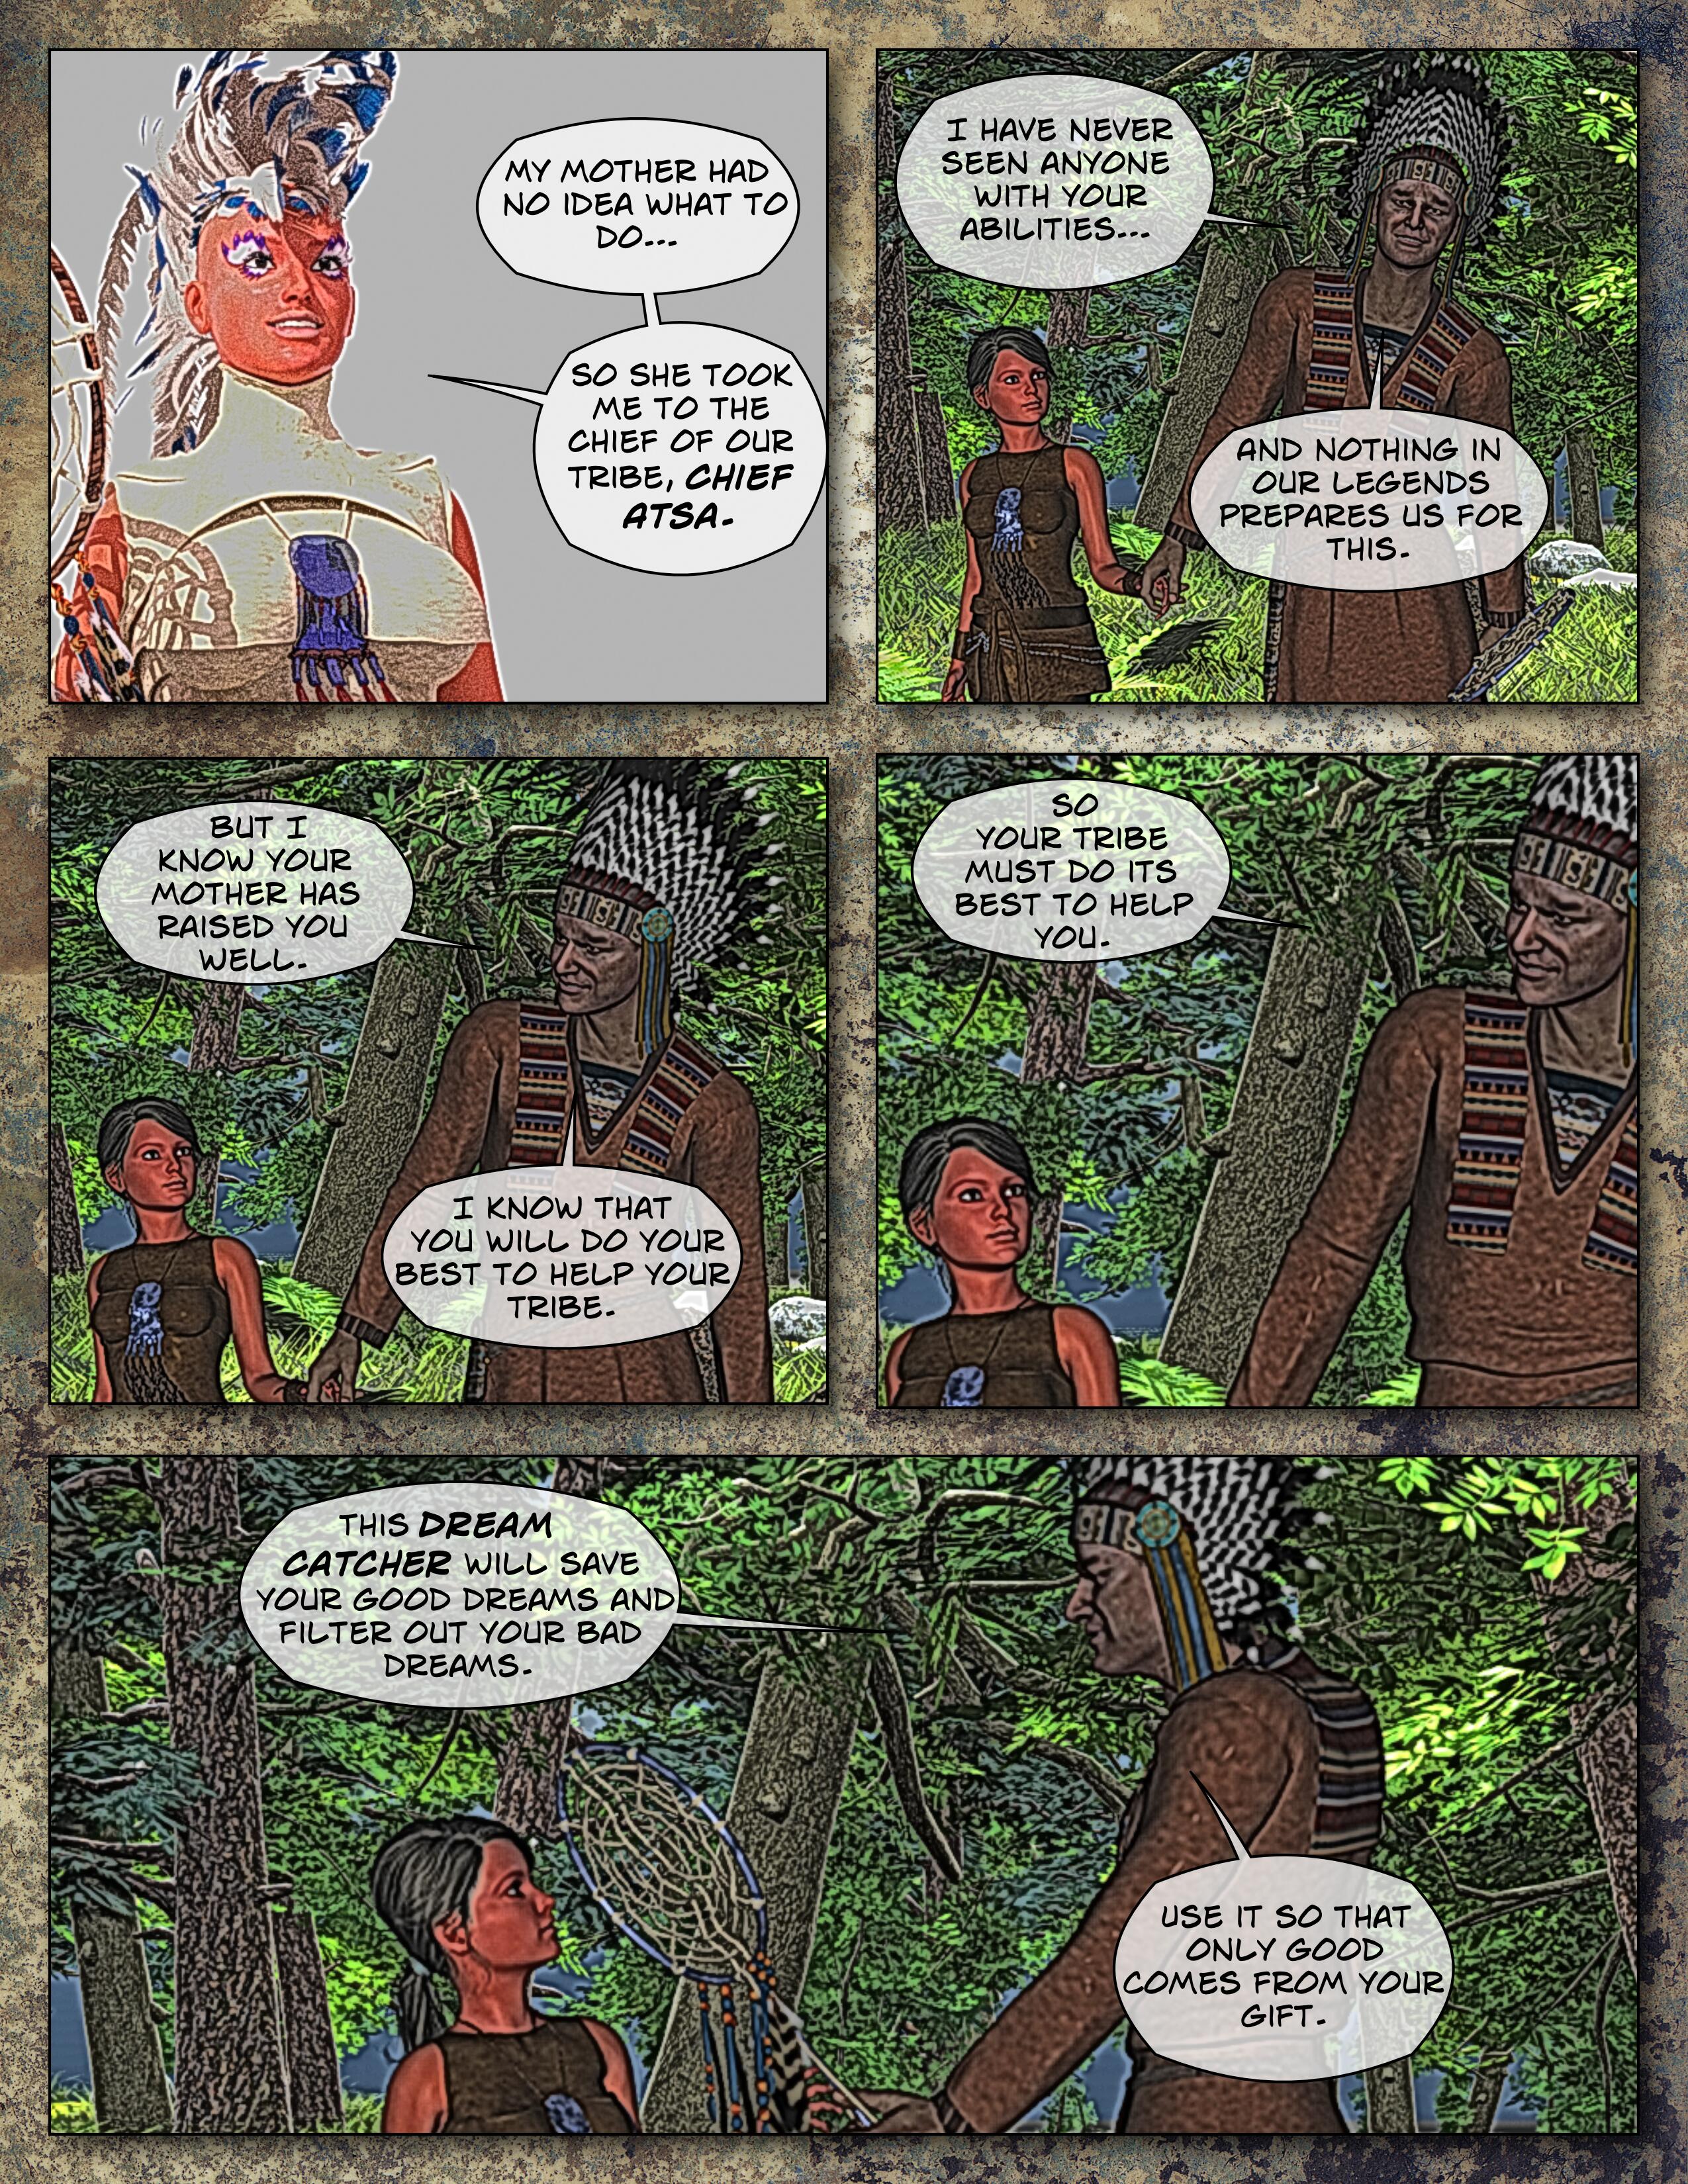 MY MOTHER HAD
NO IDEA WHAT TO
DO...
SO SHE TOOK
ME TO THE
CHIEF OF OUR
TRIBE, CHIEF
ATSA.
I HAVE NEVER
SEEN ANYONE
WITH YOUR
ABILITIES...
AND NOTHING IN
OUR LEGENDS
PREPARES US FOR
THIS.
BUT I
KNOW YOUR
MOTHER HAS
RAISED YOU
WELL.
I KNOW THAT
YOU WILL DO YOUR
BEST TO HELP YOUR
TRIBE.
SO
YOUR TRIBE
MUST DO ITS
BEST TO HELP
YOU.
THIS DREAM
CATCHER WILL SAVE
YOUR GOOD DREAMS AND
FILTER OUT YOUR BAD
DREAMS.
USE IT SO THAT
ONLY GOOD
COMES FROM YOUR
GIFT.